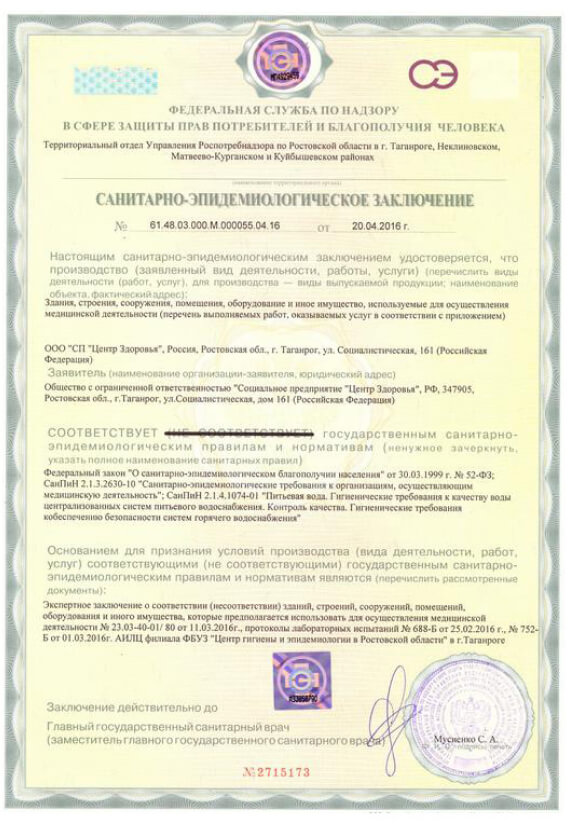 СЭ
ФЕДЕРАЛЬНАЯ СЛУЖБА ПО НАДЗОРУ
В СФЕРЕ ЗАЩИТЫ ПРАВ ПОТРЕБИТЕЛЕЙ И БЛАГОПОЛУЧИЯ ЧЕЛОВЕКА
Территориальный отдел Управления Роспотребнадзора по Ростовской области в г. Таганроге, Неклиновском,
Матвеево-Курганском и Куйбышевском районах
(наименование территориального органа)
САНИТАРНО-ЭПИДЕМИОЛОГИЧЕСКОЕ ЗАКЛЮЧЕНИЕ
№ 61.48.03.000.М.000055.04.16 от 20.04.2016 г.
Настоящим санитарно-эпидемиологическим заключением удостоверяется, что
производство (заявленный вид деятельности, работы, услуги) (перечислить виды
деятельности (работ, услуг), для производства — виды выпускаемой продукции; наименование
объекта, фактический адрес):
Здания, строения, сооружения, помещения, оборудование и иное имущество, используемые для осуществления
медицинской деятельности (перечень выполняемых работ, оказываемых услуг в соответствии с приложением)
ООО "СП "Центр Здоровья", Россия, Ростовская обл., г. Таганрог, ул. Социалистическая, 161 (Российская
Федерация)
Заявитель (наименование организации-заявителя, юридический адрес)
Общество с ограниченной ответственностью "Социальное предприятие "Центр Здоровья", РФ, 347905,
Ростовская обл., г.Таганрог, ул.Социалистическая, дом 161 (Российская Федерация)
СООТВЕТСТВУЕТ (НЕ СООТВЕТСТВУЕТ) государственным санитарно-
эпидемиологическим правилам и нормативам (ненужное зачеркнуть,
указать полное наименование санитарных правил)
Федеральный закон "О санитарно-эпидемиологическом благополучии населения" от 30.03.1999 г. № 52-ФЗ;
СанПиН 2.1.3.2630-10 "Санитарно-эпидемиологические требования к организациям, осуществляющим
медицинскую деятельность"; СанПиН 2.1.4.1074-01 "Питьевая вода. Гигиенические требования к качеству воды
централизованных систем питьевого водоснабжения. Контроль качества. Гигиенические требования
кобеспечению безопасности систем горячего водоснабжения"
Основанием для признания условий производства (вида деятельности, работ,
услуг) соответствующими (не соответствующими) государственным санитарно-
эпидемиологическим правилам и нормативам являются (перечислить рассмотренные
документы):
Экспертное заключение о соответствии (несоответствии) зданий, строений, сооружений, помещений,
оборудования и иного имущества, которые предполагается использовать для осуществления медицинской
деятельности № 23.03-40-01/ 80 от 11.03.2016г., протоколы лабораторных испытаний № 688-Б от 25.02.2016 г., № 752-
Б от 01.03.2016г. АИЛЦ филиала ФБУЗ "Центр гигиены и эпидемиологии в Ростовской области" в г.Таганроге
Заключение действительно до
Главный государственный санитарный врач
(заместитель главного государственного санитарного врача)
Мусиенко С. А.
№2715173